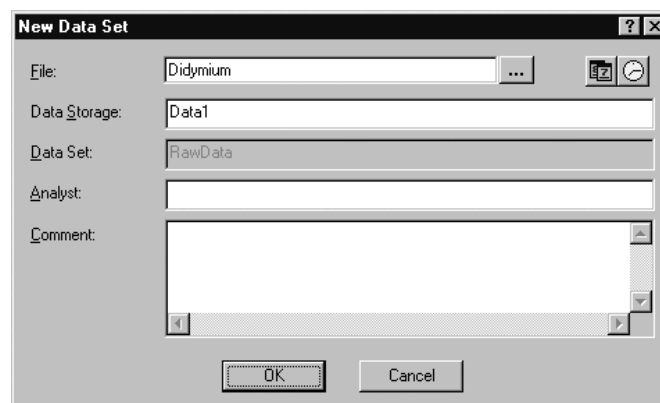 New Data Set
File: Didymium ...
Data Storage: Data1
Data Set: RawData
Analyst:
Comment:
OK Cancel